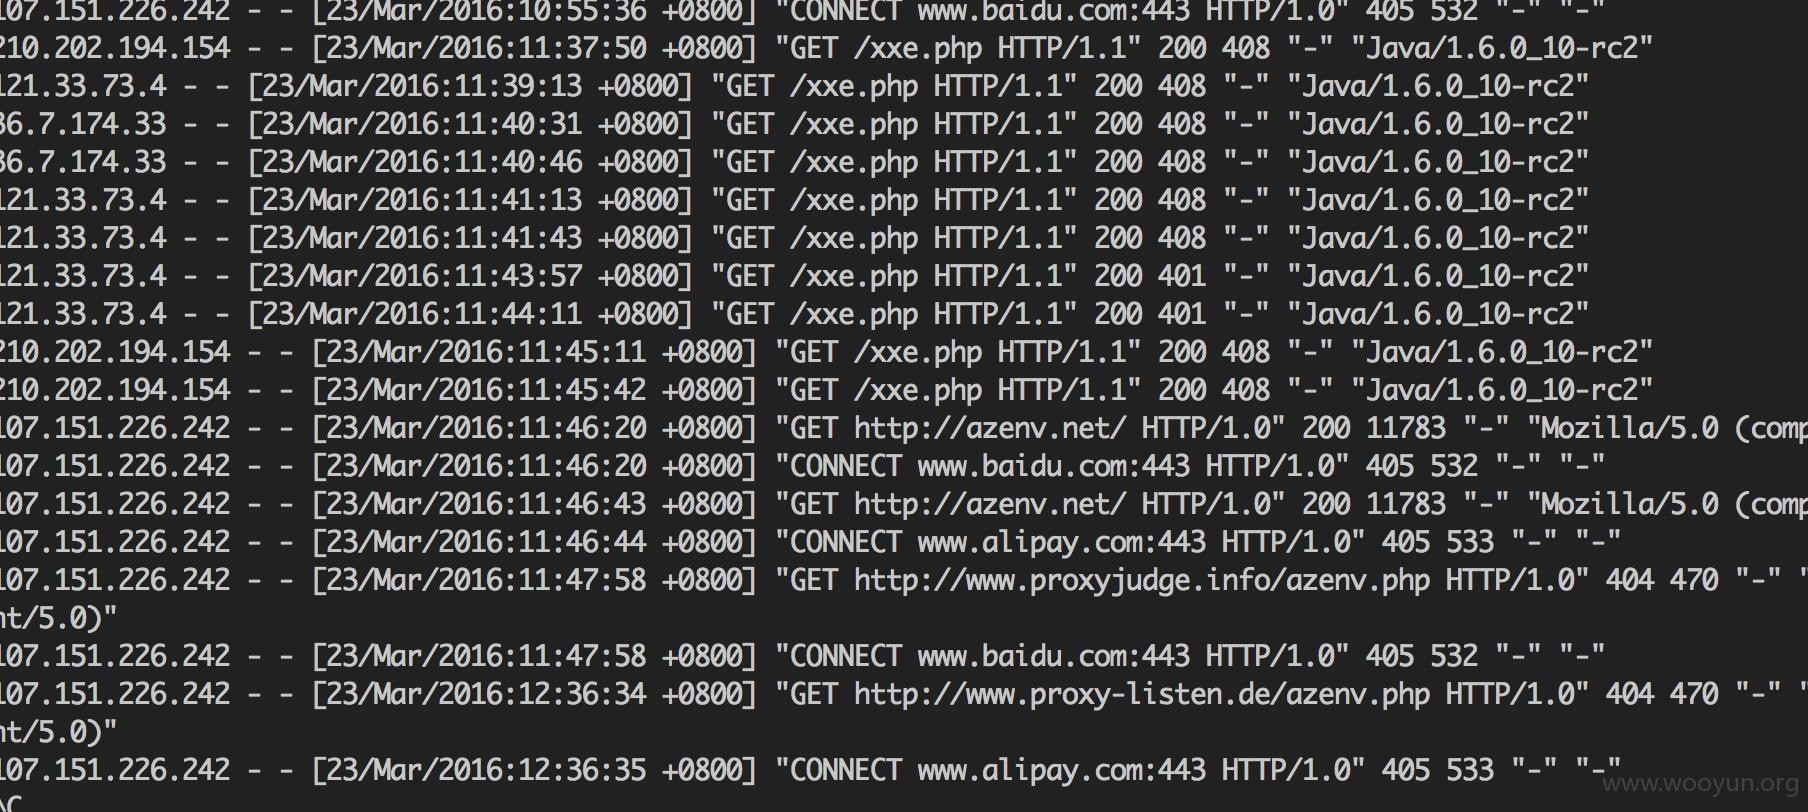 107.151.226.242 - - [23/Mar/2016:10:55:36 +0800] "CONNECT www.baidu.com:443 HTTP/1.0" 405 532 "-" "-"
210.202.194.154 - - [23/Mar/2016:11:37:50 +0800] "GET /xxe.php HTTP/1.1" 200 408 "-" "Java/1.6.0_10-rc2"
121.33.73.4 - - [23/Mar/2016:11:39:13 +0800] "GET /xxe.php HTTP/1.1" 200 408 "-" "Java/1.6.0_10-rc2"
36.7.174.33 - - [23/Mar/2016:11:40:31 +0800] "GET /xxe.php HTTP/1.1" 200 408 "-" "Java/1.6.0_10-rc2"
36.7.174.33 - - [23/Mar/2016:11:40:46 +0800] "GET /xxe.php HTTP/1.1" 200 408 "-" "Java/1.6.0_10-rc2"
121.33.73.4 - - [23/Mar/2016:11:41:13 +0800] "GET /xxe.php HTTP/1.1" 200 408 "-" "Java/1.6.0_10-rc2"
121.33.73.4 - - [23/Mar/2016:11:41:43 +0800] "GET /xxe.php HTTP/1.1" 200 408 "-" "Java/1.6.0_10-rc2"
121.33.73.4 - - [23/Mar/2016:11:43:57 +0800] "GET /xxe.php HTTP/1.1" 200 401 "-" "Java/1.6.0_10-rc2"
121.33.73.4 - - [23/Mar/2016:11:44:11 +0800] "GET /xxe.php HTTP/1.1" 200 401 "-" "Java/1.6.0_10-rc2"
210.202.194.154 - - [23/Mar/2016:11:45:11 +0800] "GET /xxe.php HTTP/1.1" 200 408 "-" "Java/1.6.0_10-rc2"
210.202.194.154 - - [23/Mar/2016:11:45:42 +0800] "GET /xxe.php HTTP/1.1" 200 408 "-" "Java/1.6.0_10-rc2"
107.151.226.242 - - [23/Mar/2016:11:46:20 +0800] "GET http://azenv.net/ HTTP/1.0" 200 11783 "-" "Mozilla/5.0 (comp
107.151.226.242 - - [23/Mar/2016:11:46:20 +0800] "CONNECT www.baidu.com:443 HTTP/1.0" 405 532 "-" "-"
107.151.226.242 - - [23/Mar/2016:11:46:43 +0800] "GET http://azenv.net/ HTTP/1.0" 200 11783 "-" "Mozilla/5.0 (comp
107.151.226.242 - - [23/Mar/2016:11:46:44 +0800] "CONNECT www.alipay.com:443 HTTP/1.0" 405 533 "-" "-"
107.151.226.242 - - [23/Mar/2016:11:47:58 +0800] "GET http://www.proxyjudge.info/azenv.php HTTP/1.0" 404 470 "-" "
nt/5.0)"
107.151.226.242 - - [23/Mar/2016:11:47:58 +0800] "CONNECT www.baidu.com:443 HTTP/1.0" 405 532 "-" "-"
107.151.226.242 - - [23/Mar/2016:12:36:34 +0800] "GET http://www.proxy-listen.de/azenv.php HTTP/1.0" 404 470 "-" "
nt/5.0)"
107.151.226.242 - - [23/Mar/2016:12:36:35 +0800] "CONNECT www.alipay.com:443 HTTP/1.0" 405 533 "-" "-"
^C
www.wooyun.org